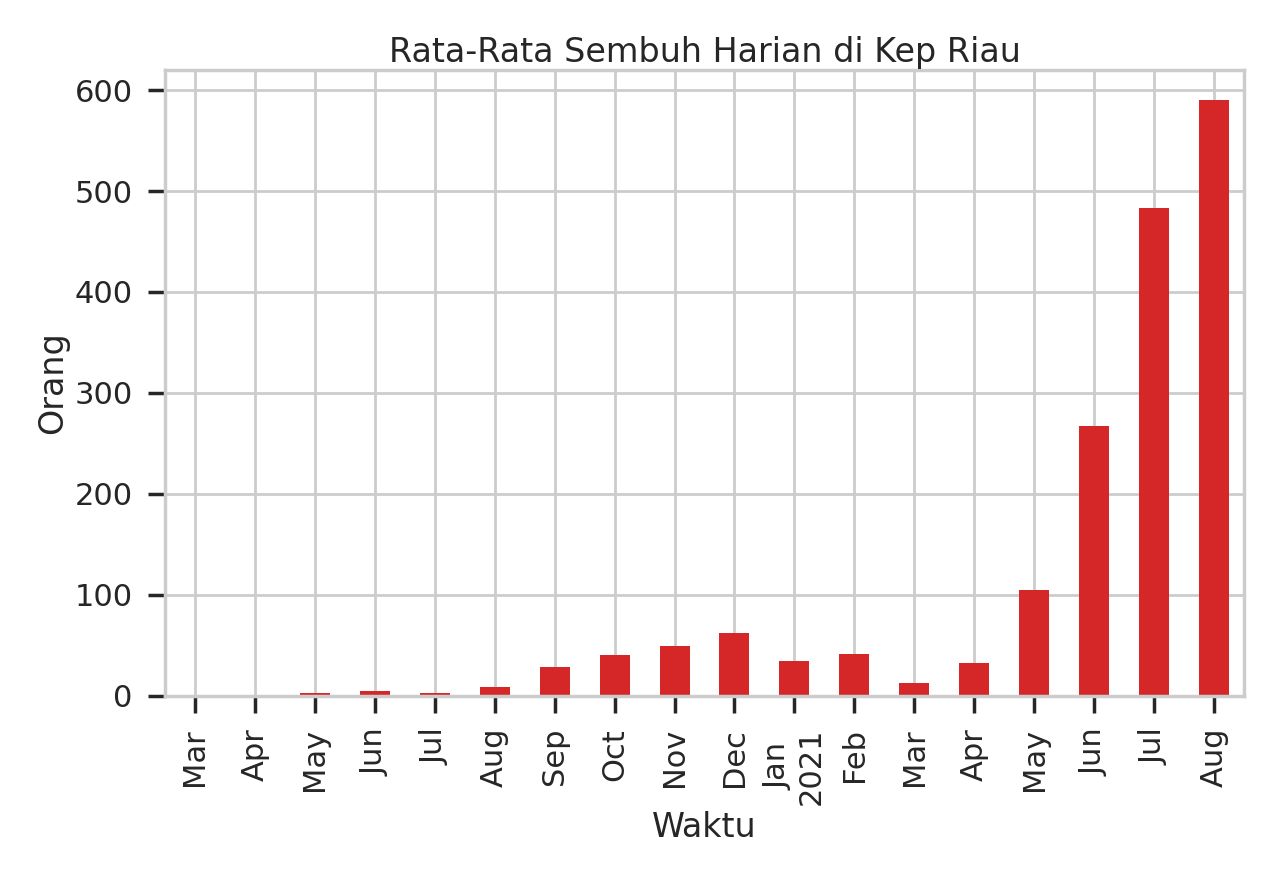 Rata-Rata Sembuh Harian di Kep Riau
600
500
400
300
200
100
0
Orang
Mar
Apr
May
Jun
Jul
Aug
Sep
Oct
Nov
Dec
Jan
2021
Feb
Mar
Apr
May
Jun
Jul
Aug
Waktu